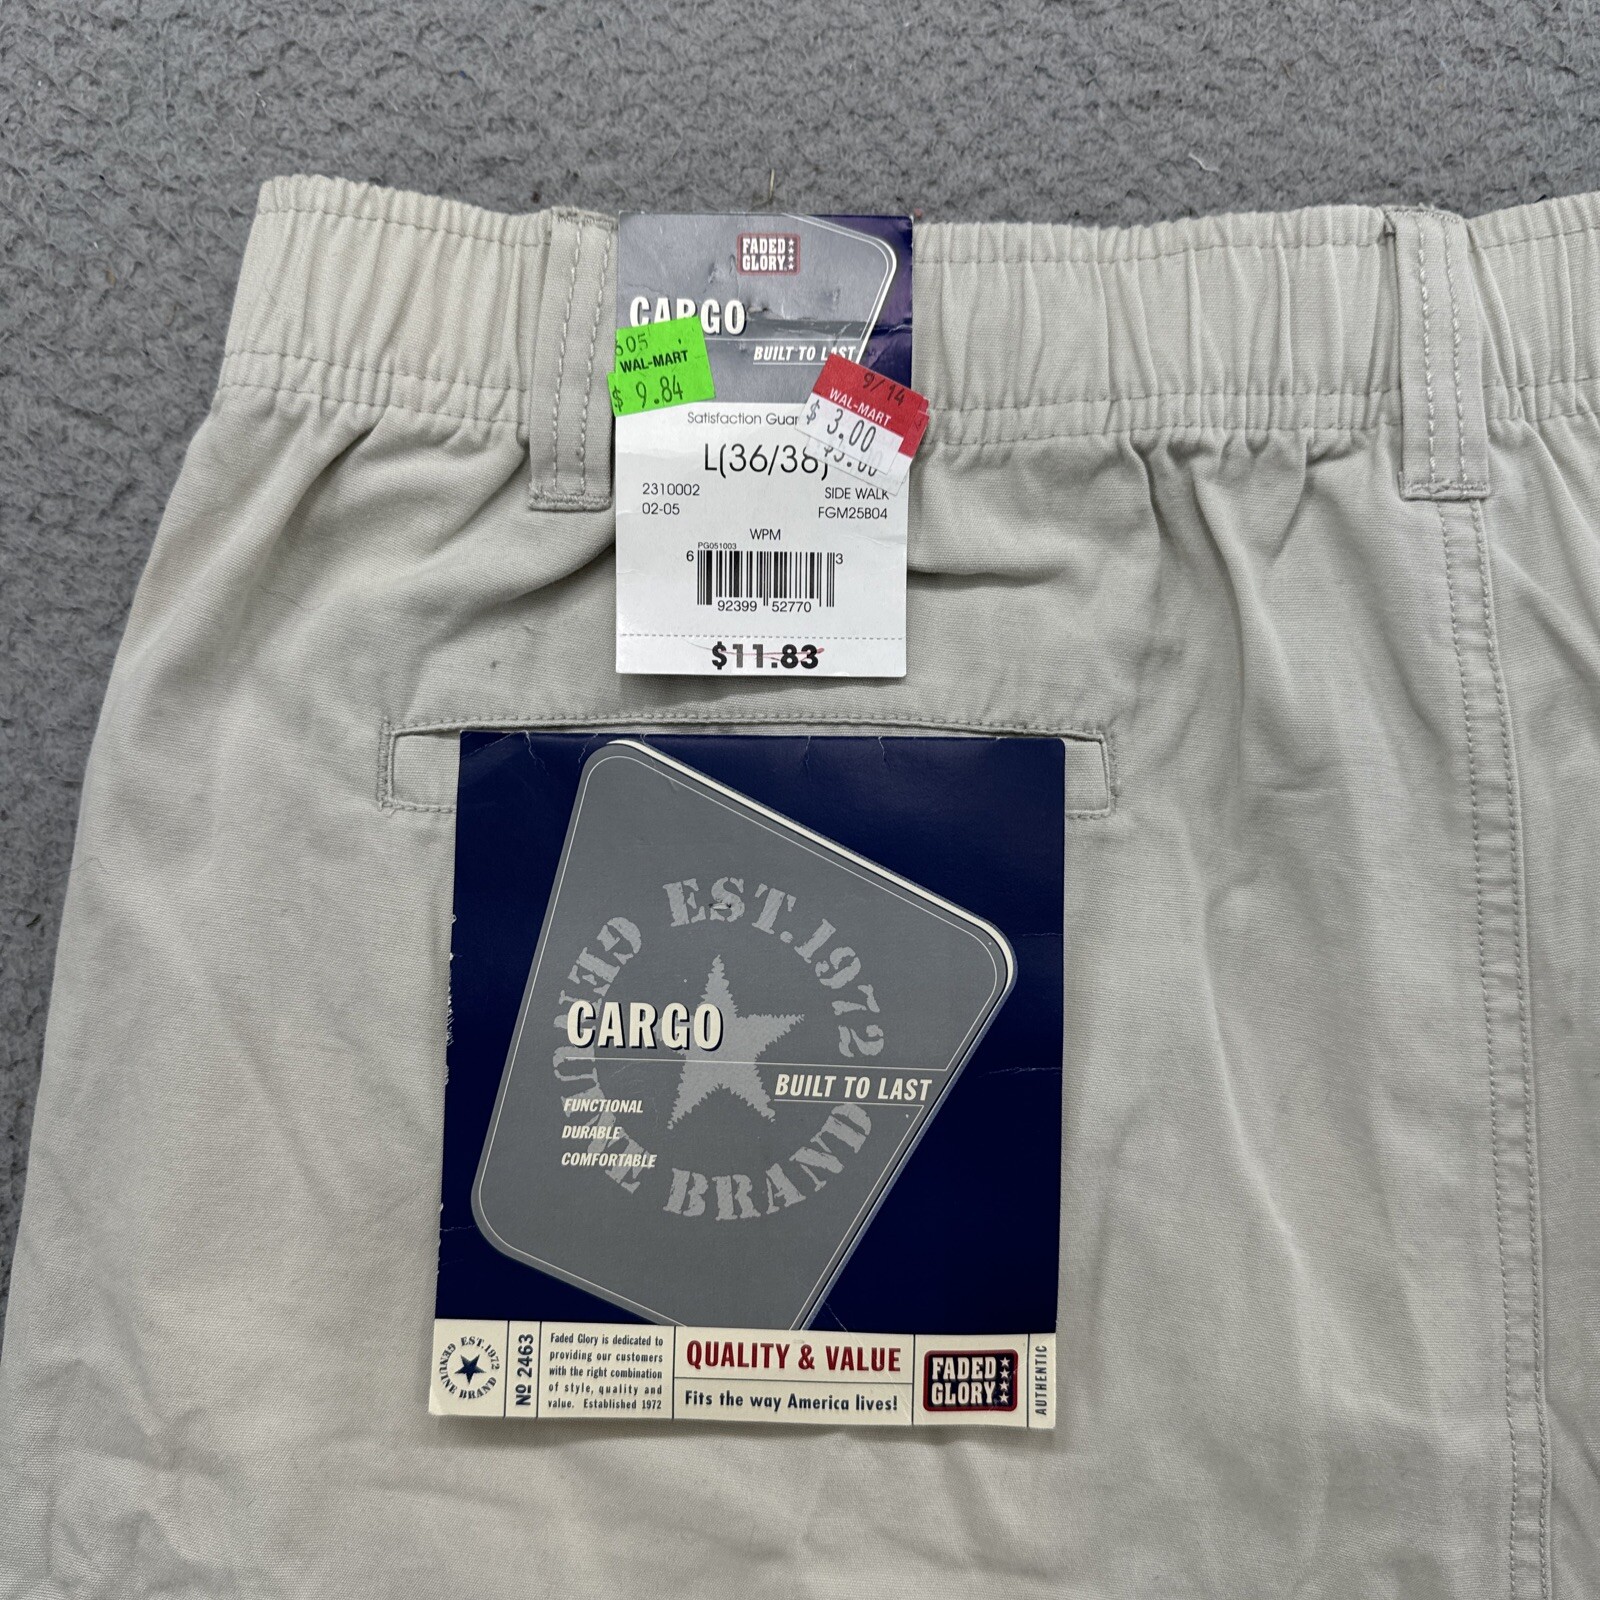 FADED
GLORY
CARGO
BUILT TO LAST
605
WAL-MART
$ 9.84
9/14
WAL-MART
$ 3.00
Satisfaction
L(36/38)
2310002
SIDE WALK
02-05
FGM25B04
WPM
PG051003
6 92399 52770 3
$11.83
EST. 1972
GENUINE BRAND
CARGO
BUILT TO LAST
FUNCTIONAL
DURABLE
COMFORTABLE
EST. 1972
GENUINE BRAND
Nº 2463
Faded Glory is dedicated to
providing our customers
with the right combination
of style, quality and
value. Established 1972
QUALITY & VALUE
Fits the way America lives!
FADED
GLORY
AUTHENTIC